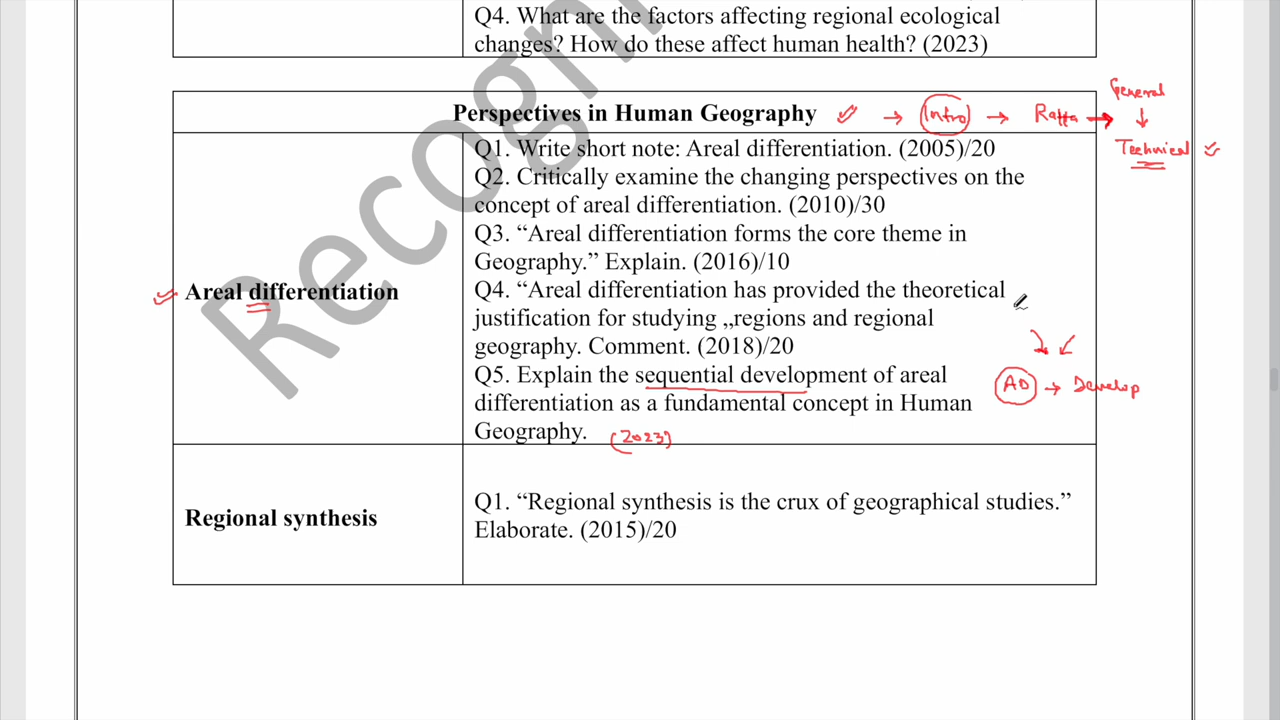 Q4. What are the factors affecting regional ecological
changes? How do these affect human health? (2023)
Perspectives in Human Geography → Intro → Ratta → General
↓
Technical
Areal differentiation
Q1. Write short note: Areal differentiation. (2005)/20
Q2. Critically examine the changing perspectives on the
concept of areal differentiation. (2010)/30
Q3. “Areal differentiation forms the core theme in
Geography.” Explain. (2016)/10
Q4. “Areal differentiation has provided the theoretical
justification for studying „regions and regional
geography. Comment. (2018)/20
Q5. Explain the sequential development of areal
differentiation as a fundamental concept in Human
Geography. (2023)
AD → Develop
Regional synthesis
Q1. “Regional synthesis is the crux of geographical studies.”
Elaborate. (2015)/20
Recogni